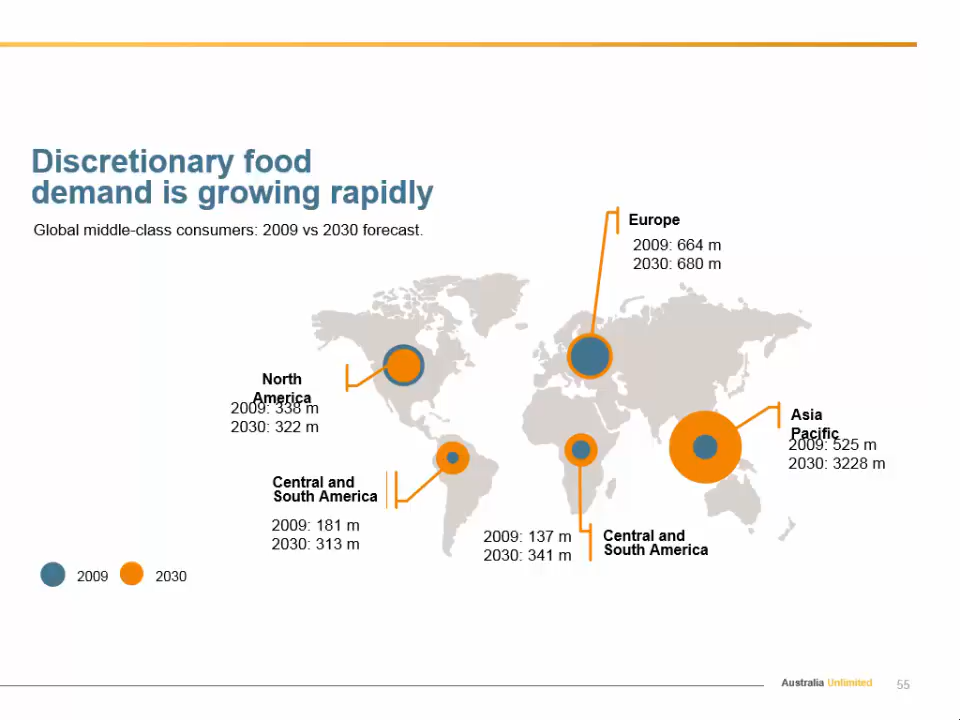 Discretionary food
demand is growing rapidly
Global middle-class consumers: 2009 vs 2030 forecast.
Europe
2009: 664 m
2030: 680 m
North
America
2009: 338 m
2030: 322 m
Asia
Pacific
2009: 525 m
2030: 3228 m
Central and
South America
2009: 181 m
2030: 313 m
2009: 137 m
2030: 341 m
Central and
South America
2009
2030
Australia Unlimited
55